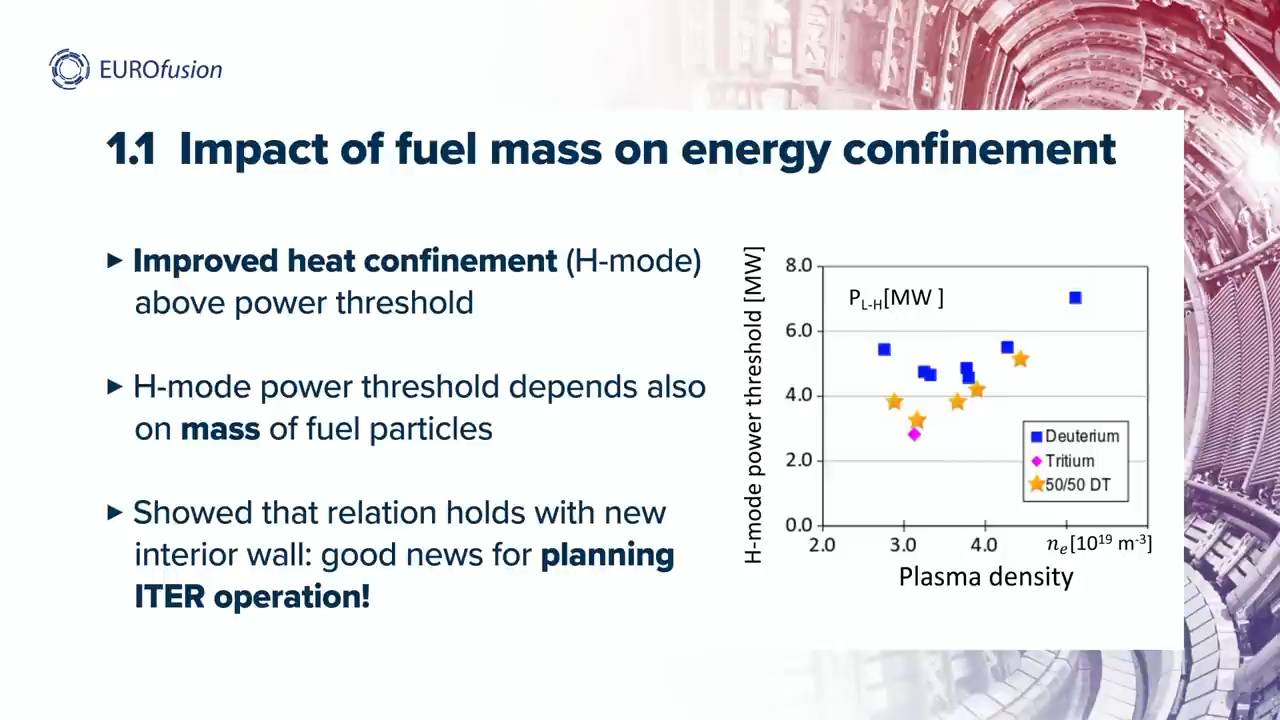 EUROfusion
1.1 Impact of fuel mass on energy confinement
▸ Improved heat confinement (H-mode)
above power threshold
▸ H-mode power threshold depends also
on mass of fuel particles
▸ Showed that relation holds with new
interior wall: good news for planning
ITER operation!
H-mode power threshold [MW]
8.0
6.0
4.0
2.0
0.0
P_L-H[MW ]
Deuterium
Tritium
50/50 DT
2.0
3.0
4.0
nₑ[10¹⁹ m⁻³]
Plasma density